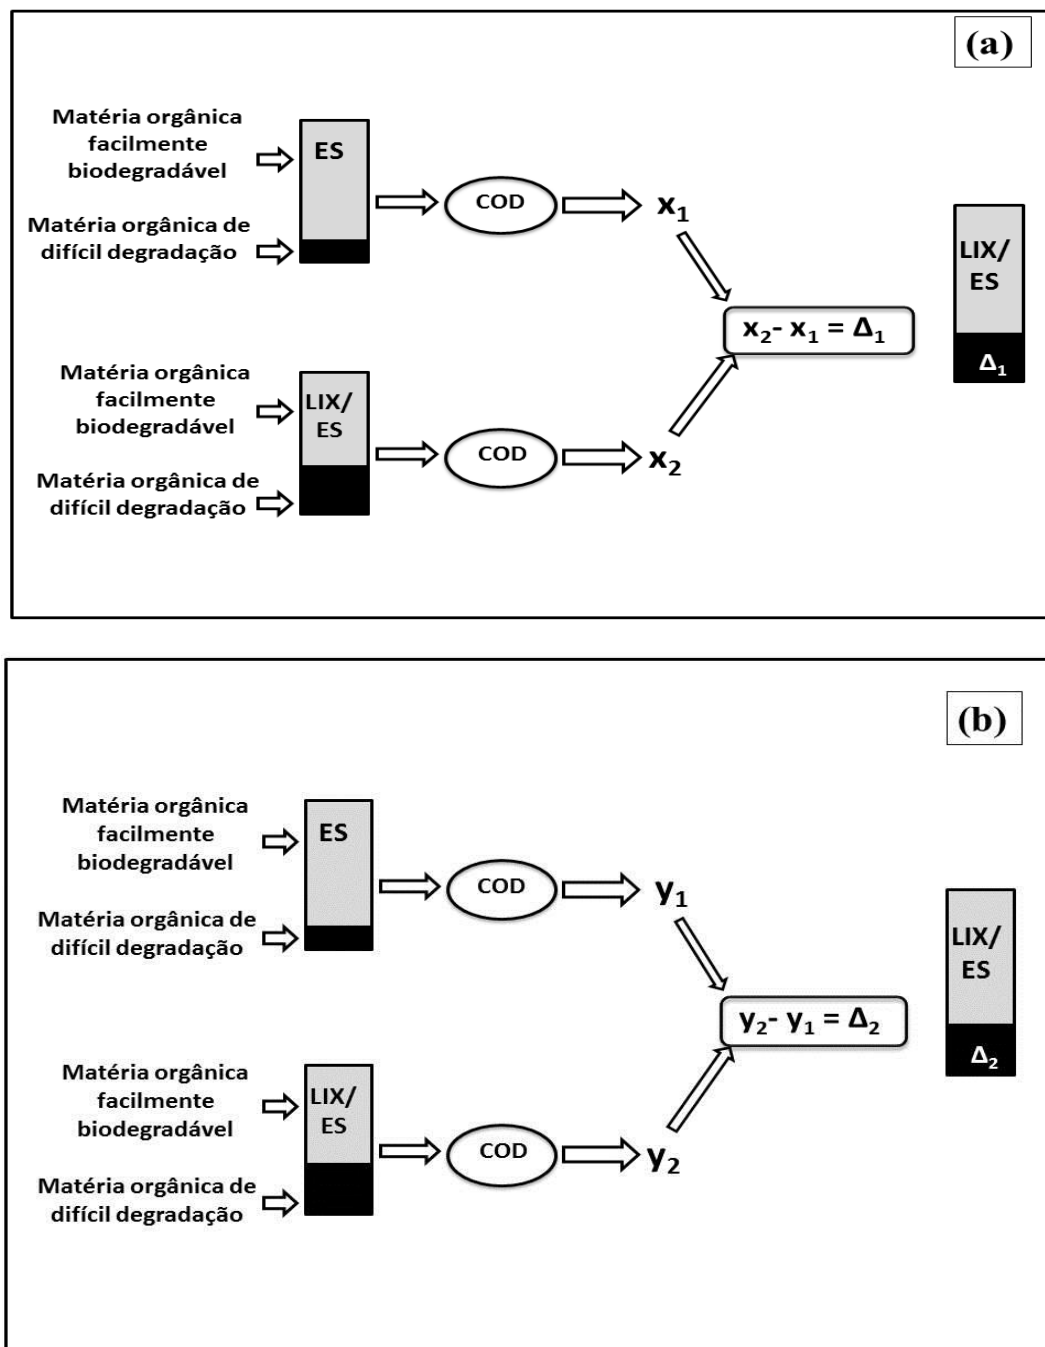 (a)
Matéria orgânica
facilmente
biodegradável
ES
Matéria orgânica de
difícil degradação
COD
x₁
x₂- x₁ = Δ₁
LIX/
ES
Δ₁
Matéria orgânica
facilmente
biodegradável
LIX/
ES
Matéria orgânica de
difícil degradação
COD
x₂
(b)
Matéria orgânica
facilmente
biodegradável
ES
Matéria orgânica de
difícil degradação
COD
y₁
y₂- y₁ = Δ₂
LIX/
ES
Δ₂
Matéria orgânica
facilmente
biodegradável
LIX/
ES
Matéria orgânica de
difícil degradação
COD
y₂